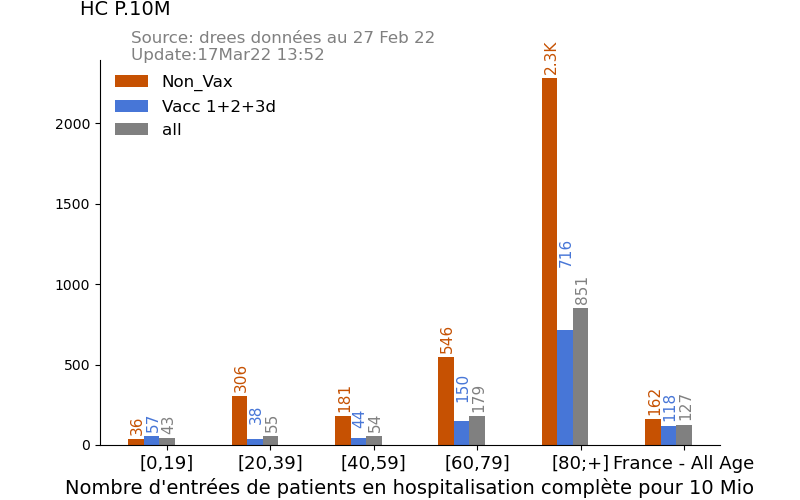 HC P.10M
Source: drees données au 27 Feb 22
Update:17Mar22 13:52
Non_Vax
Vacc 1+2+3d
all
2000
1500
1000
500
0
36 57 43
306 38 55
181 44 54
546 150 179
2.3K 716 851
162 118 127
[0,19] [20,39] [40,59] [60,79] [80;+] France - All Age
Nombre d'entrées de patients en hospitalisation complète pour 10 Mio